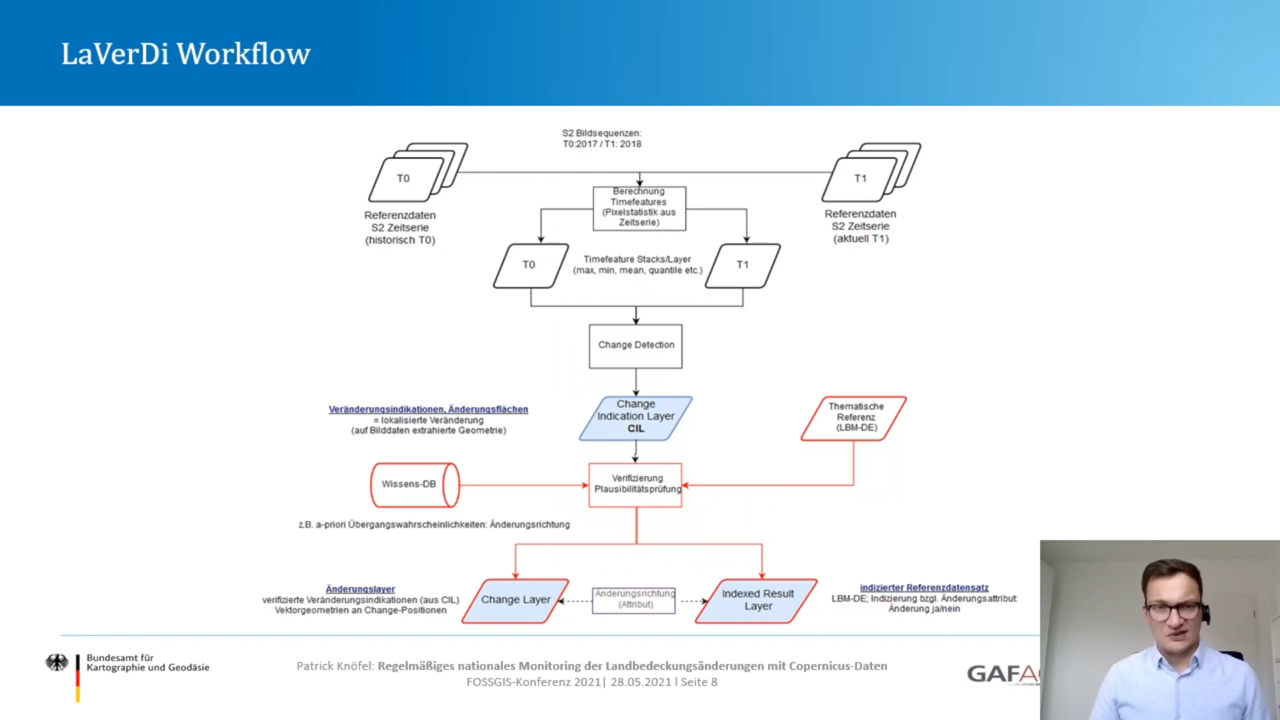 LaVerDi Workflow
S2 Bildsequenzen:
T0:2017 / T1: 2018
T0
T1
Referenzdaten
S2 Zeitserie
(historisch T0)
Berechnung
Timefeatures
(Pixelstatistik aus
Zeitserie)
Referenzdaten
S2 Zeitserie
(aktuell T1)
T0
Timefeature Stacks/Layer
(max, min, mean, quantile etc.)
T1
Change Detection
Veränderungsindikationen, Änderungsflächen
= lokalisierte Veränderung
(auf Bilddaten extrahierte Geometrie)
Change
Indication Layer
CIL
Thematische
Referenz
(LBM-DE)
Wissens-DB
Verifizierung
Plausibilitätsprüfung
z.B. a-priori Übergangswahrscheinlichkeiten: Änderungsrichtung
Änderungslayer
verifizierte Veränderungsindikationen (aus CIL)
Vektorgeometrien an Change-Positionen
Change Layer
Änderungsrichtung
(Attribut)
Indexed Result
Layer
indizierter Referenzdatensatz
LBM-DE; Indizierung bzgl. Änderungsattribut:
Änderung ja/nein
Bundesamt für
Kartographie und Geodäsie
Patrick Knöfel: Regelmäßiges nationales Monitoring der Landbedeckungsänderungen mit Copernicus-Daten
FOSSGIS-Konferenz 2021| 28.05.2021 | Seite 8
GAFA